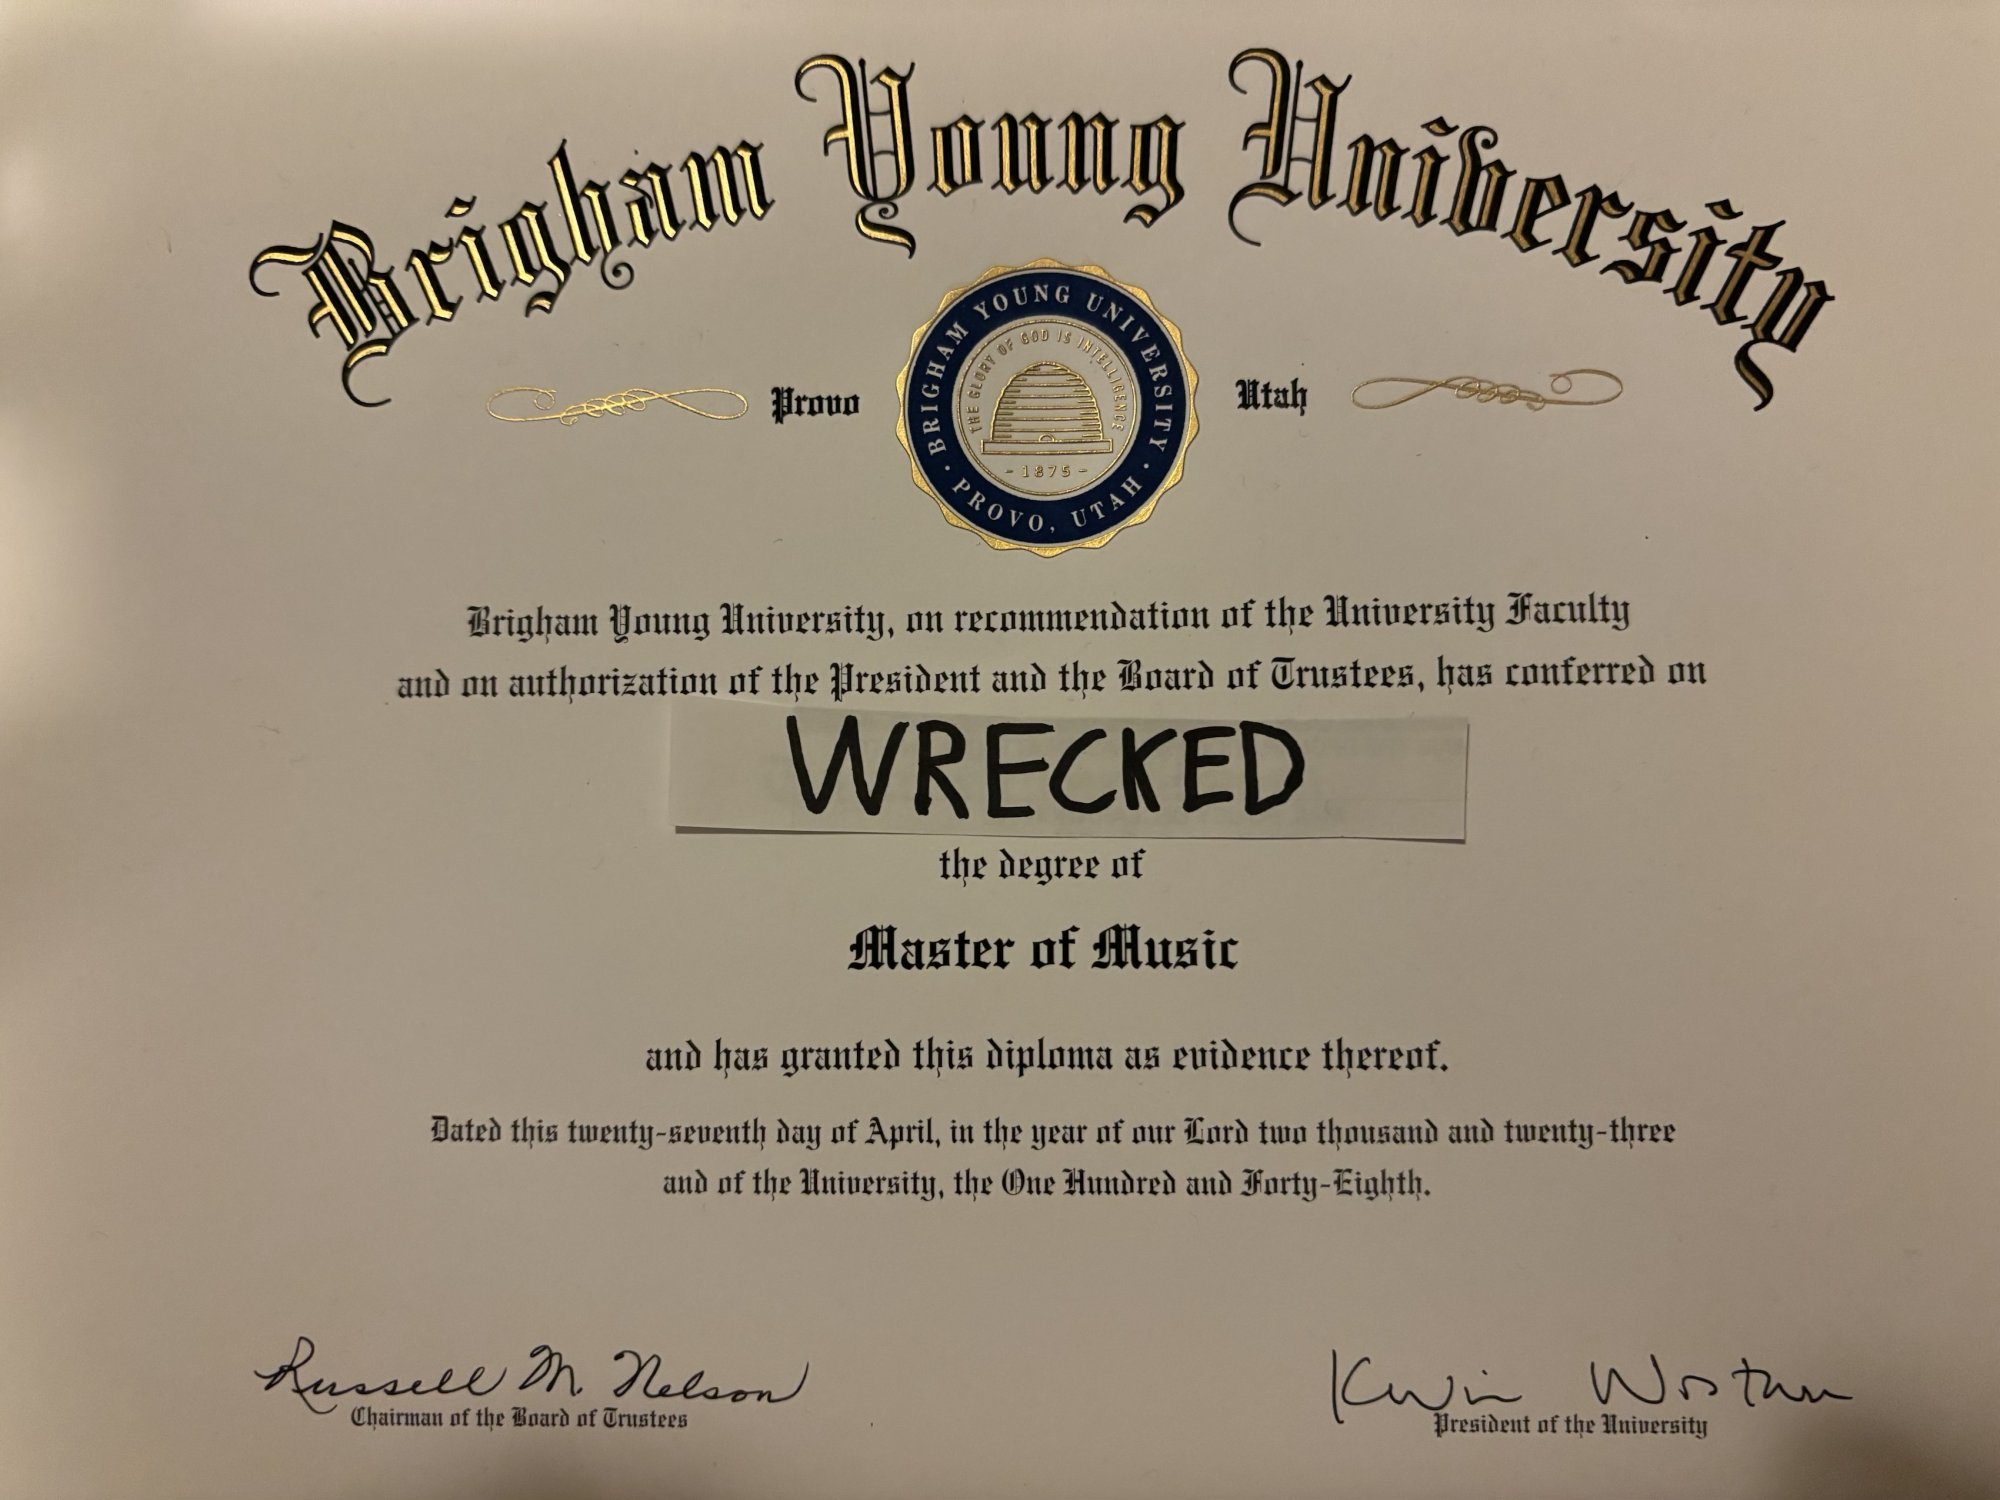 Brigham Young University
Provo
Utah
BRIGHAM YOUNG UNIVERSITY
THE GLORY OF GOD IS INTELLIGENCE
- 1875 -
· PROVO, UTAH ·
Brigham Young University, on recommendation of the University Faculty
and on authorization of the President and the Board of Trustees, has conferred on
WRECKED
the degree of
Master of Music
and has granted this diploma as evidence thereof.
Dated this twenty-seventh day of April, in the year of our Lord two thousand and twenty-three
and of the University, the One Hundred and Forty-Eighth.
Russell M. Nelson
Chairman of the Board of Trustees
Kevin Worthen
President of the University